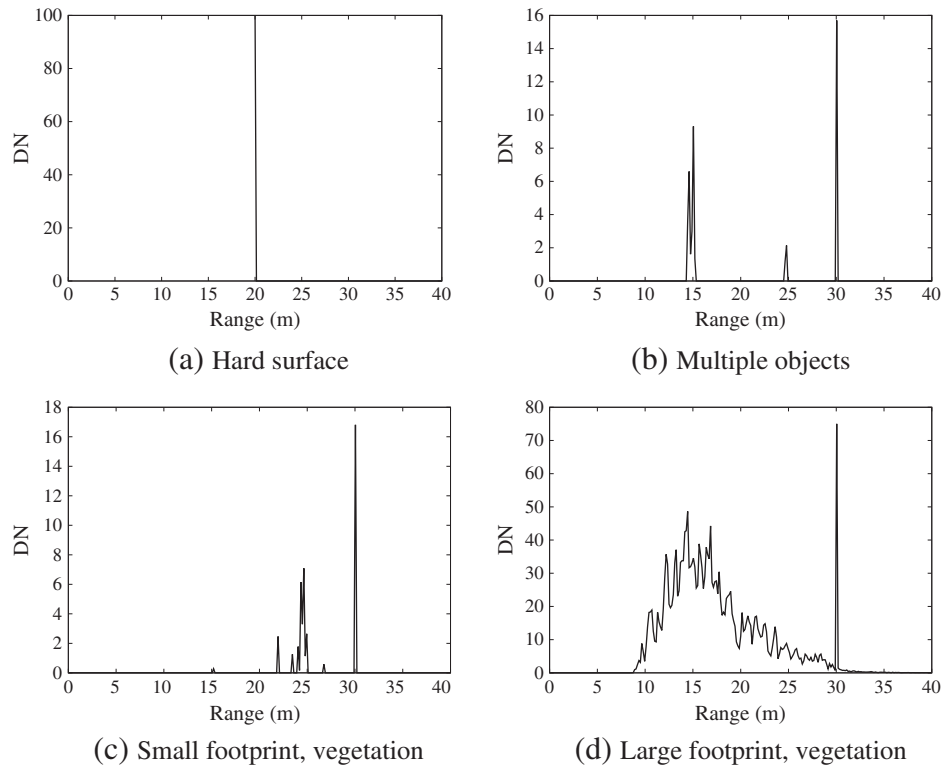 100
80
60
40
20
0
DN
0 5 10 15 20 25 30 35 40
Range (m)
(a) Hard surface
16
14
12
10
8
6
4
2
0
DN
0 5 10 15 20 25 30 35 40
Range (m)
(b) Multiple objects
18
16
14
12
10
8
6
4
2
0
DN
0 5 10 15 20 25 30 35 40
Range (m)
(c) Small footprint, vegetation
80
70
60
50
40
30
20
10
0
DN
0 5 10 15 20 25 30 35 40
Range (m)
(d) Large footprint, vegetation